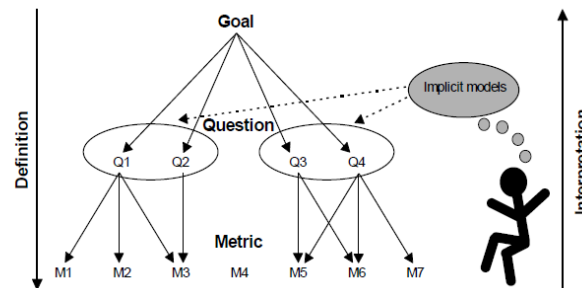 Goal
Implicit models
Question
Q1 Q2 Q3 Q4
Metric
M1 M2 M3 M4 M5 M6 M7
Definition
Interpretation